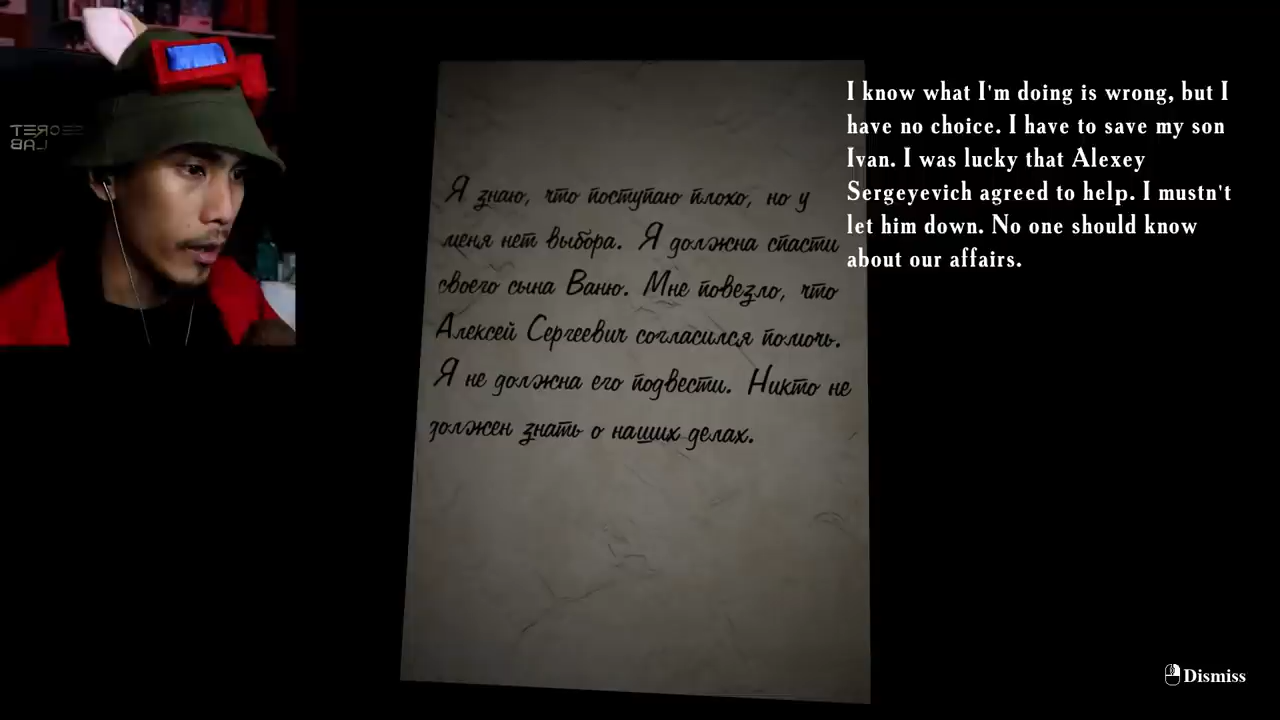 SECRET
LAB
Я знаю, что поступаю плохо, но у
меня нет выбора. Я должна спасти
своего сына Ваню. Мне повезло, что
Алексей Сергеевич согласился помочь.
Я не должна его подвести. Никто не
должен знать о наших делах.
I know what I'm doing is wrong, but I
have no choice. I have to save my son
Ivan. I was lucky that Alexey
Sergeyevich agreed to help. I mustn't
let him down. No one should know
about our affairs.
Dismiss